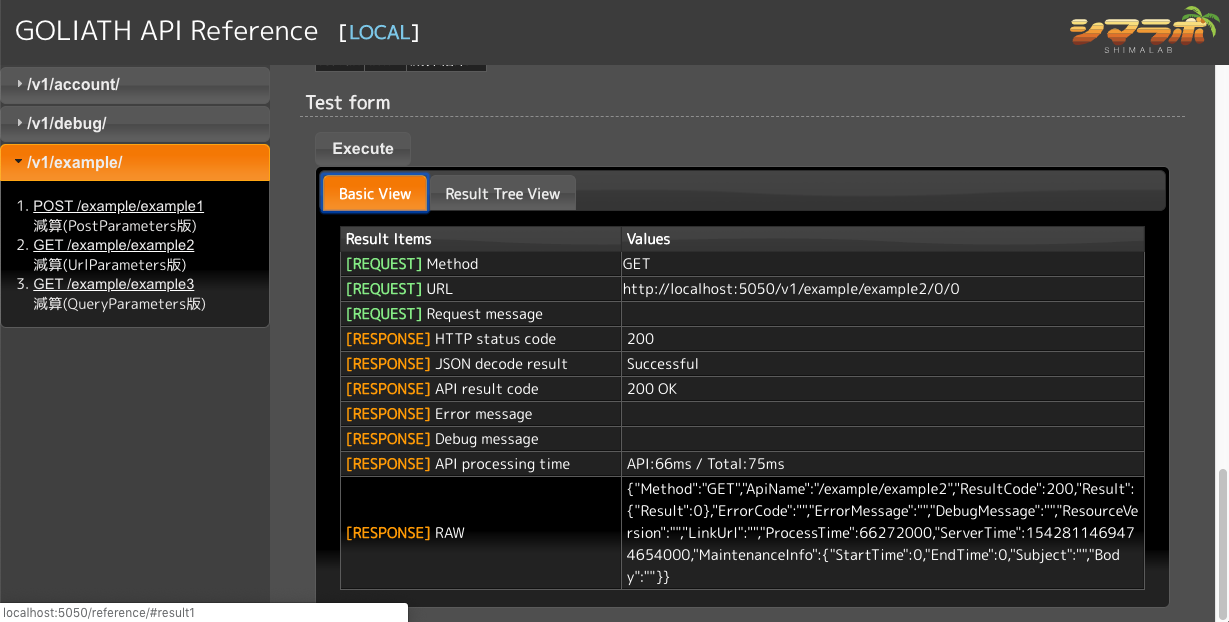 GOLIATH API Reference [LOCAL]
シマラボ
SHIMALAB
/v1/account/
/v1/debug/
/v1/example/
1. POST /example/example1
減算(PostParameters版)
2. GET /example/example2
減算(UrlParameters版)
3. GET /example/example3
減算(QueryParameters版)
Test form
Execute
Basic View Result Tree View
Result Items Values
[REQUEST] Method GET
[REQUEST] URL http://localhost:5050/v1/example/example2/0/0
[REQUEST] Request message
[RESPONSE] HTTP status code 200
[RESPONSE] JSON decode result Successful
[RESPONSE] API result code 200 OK
[RESPONSE] Error message
[RESPONSE] Debug message
[RESPONSE] API processing time API:66ms / Total:75ms
[RESPONSE] RAW
{"Method":"GET","ApiName":"/example/example2","ResultCode":200,"Result":
{"Result":0},"ErrorCode":"","ErrorMessage":"","DebugMessage":"","ResourceVe
rsion":"","LinkUrl":"","ProcessTime":66272000,"ServerTime":154281146947
4654000,"MaintenanceInfo":{"StartTime":0,"EndTime":0,"Subject":"","Bod
y":""}}
localhost:5050/reference/#result1